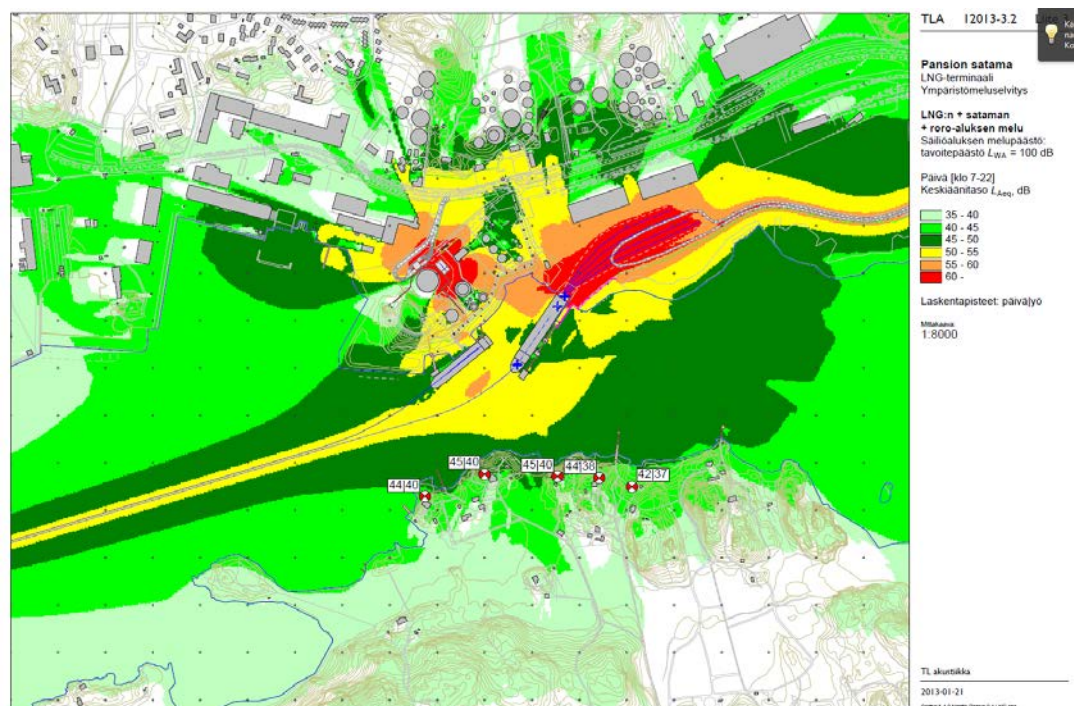 TLA 12013-3.2
Pansion satama
LNG-terminaali
Ympäristömeluselvitys
LNG:n + sataman
+ roro-aluksen melu
Säiliöaluksen melupäästö:
tavoitepäästö LWA = 100 dB
Päivä [klo 7-22]
Keskiäänitaso LAeq, dB
35 - 40
40 - 45
45 - 50
50 - 55
55 - 60
60 -
Laskentapisteet: päivä|yö
Mittakaava:
1:8000
45|40
45|40
44|38
42|37
44|40
TL akustiikka
2013-01-21